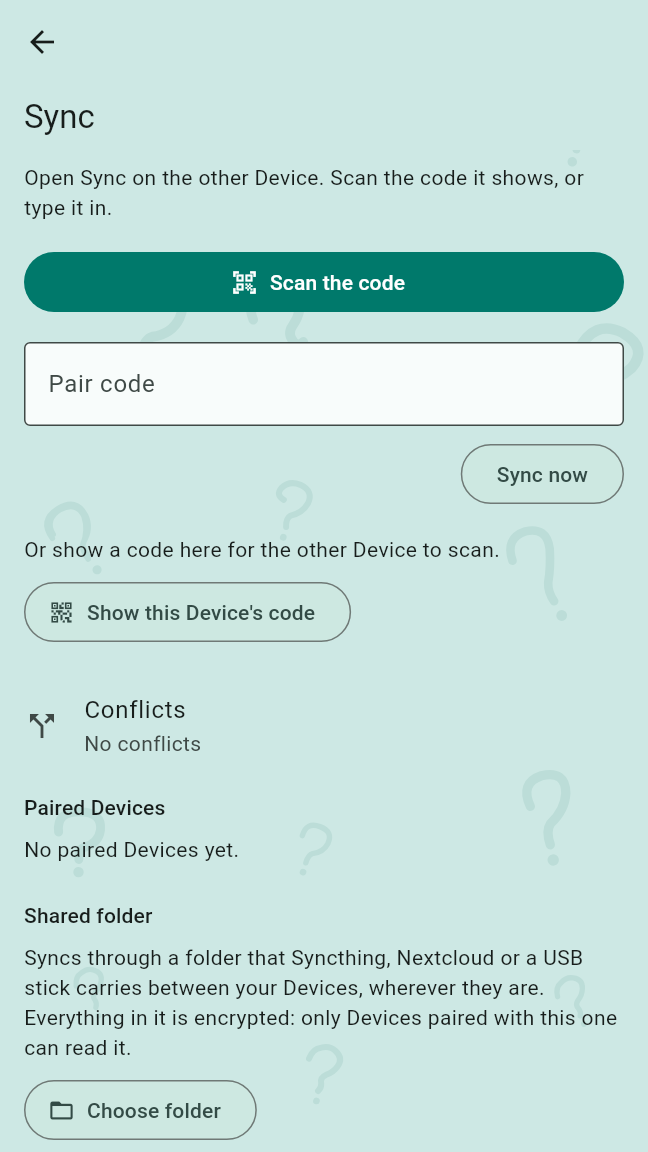 Sync
Open Sync on the other Device. Scan the code it shows, or
type it in.
Scan the code
Pair code
Sync now
Or show a code here for the other Device to scan.
Show this Device's code
Conflicts
No conflicts
Paired Devices
No paired Devices yet.
Shared folder
Syncs through a folder that Syncthing, Nextcloud or a USB
stick carries between your Devices, wherever they are.
Everything in it is encrypted: only Devices paired with this one
can read it.
Choose folder